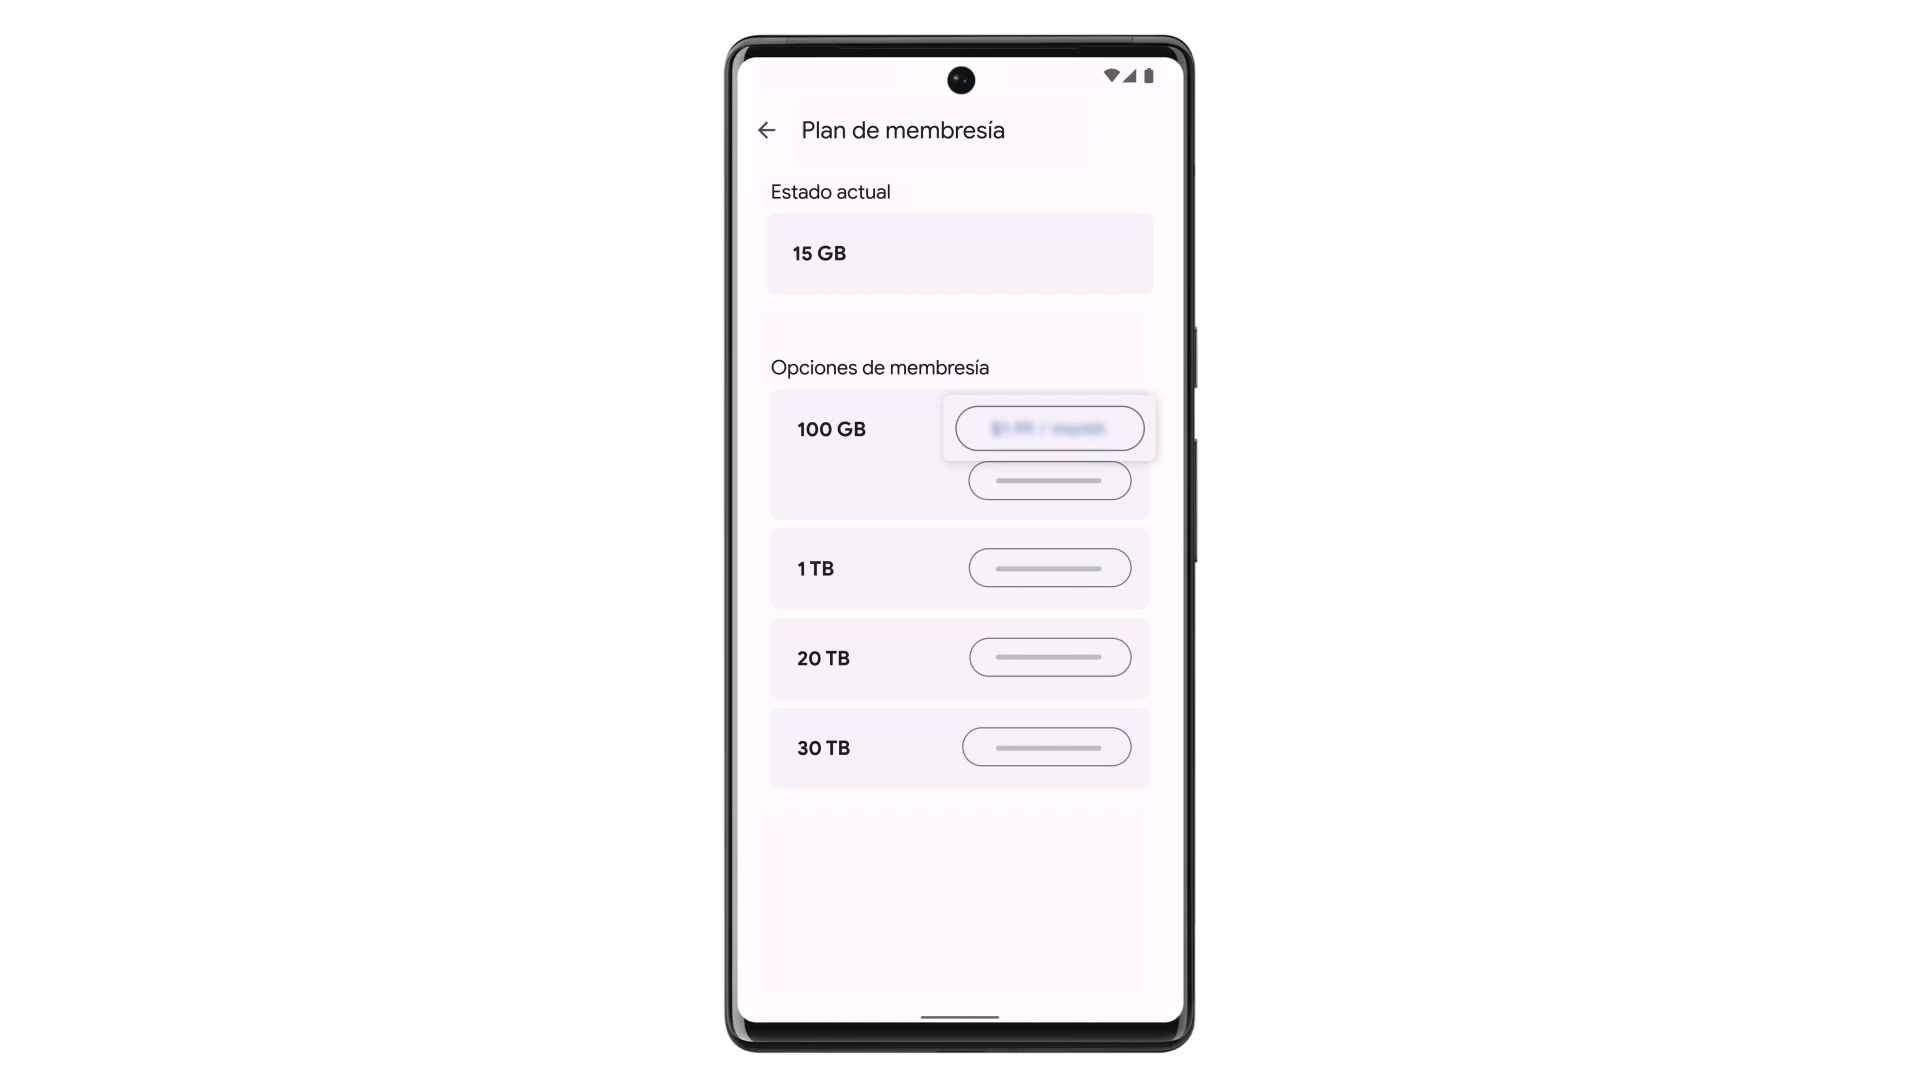 Plan de membresía
Estado actual
15 GB
Opciones de membresía
100 GB
1 TB
20 TB
30 TB